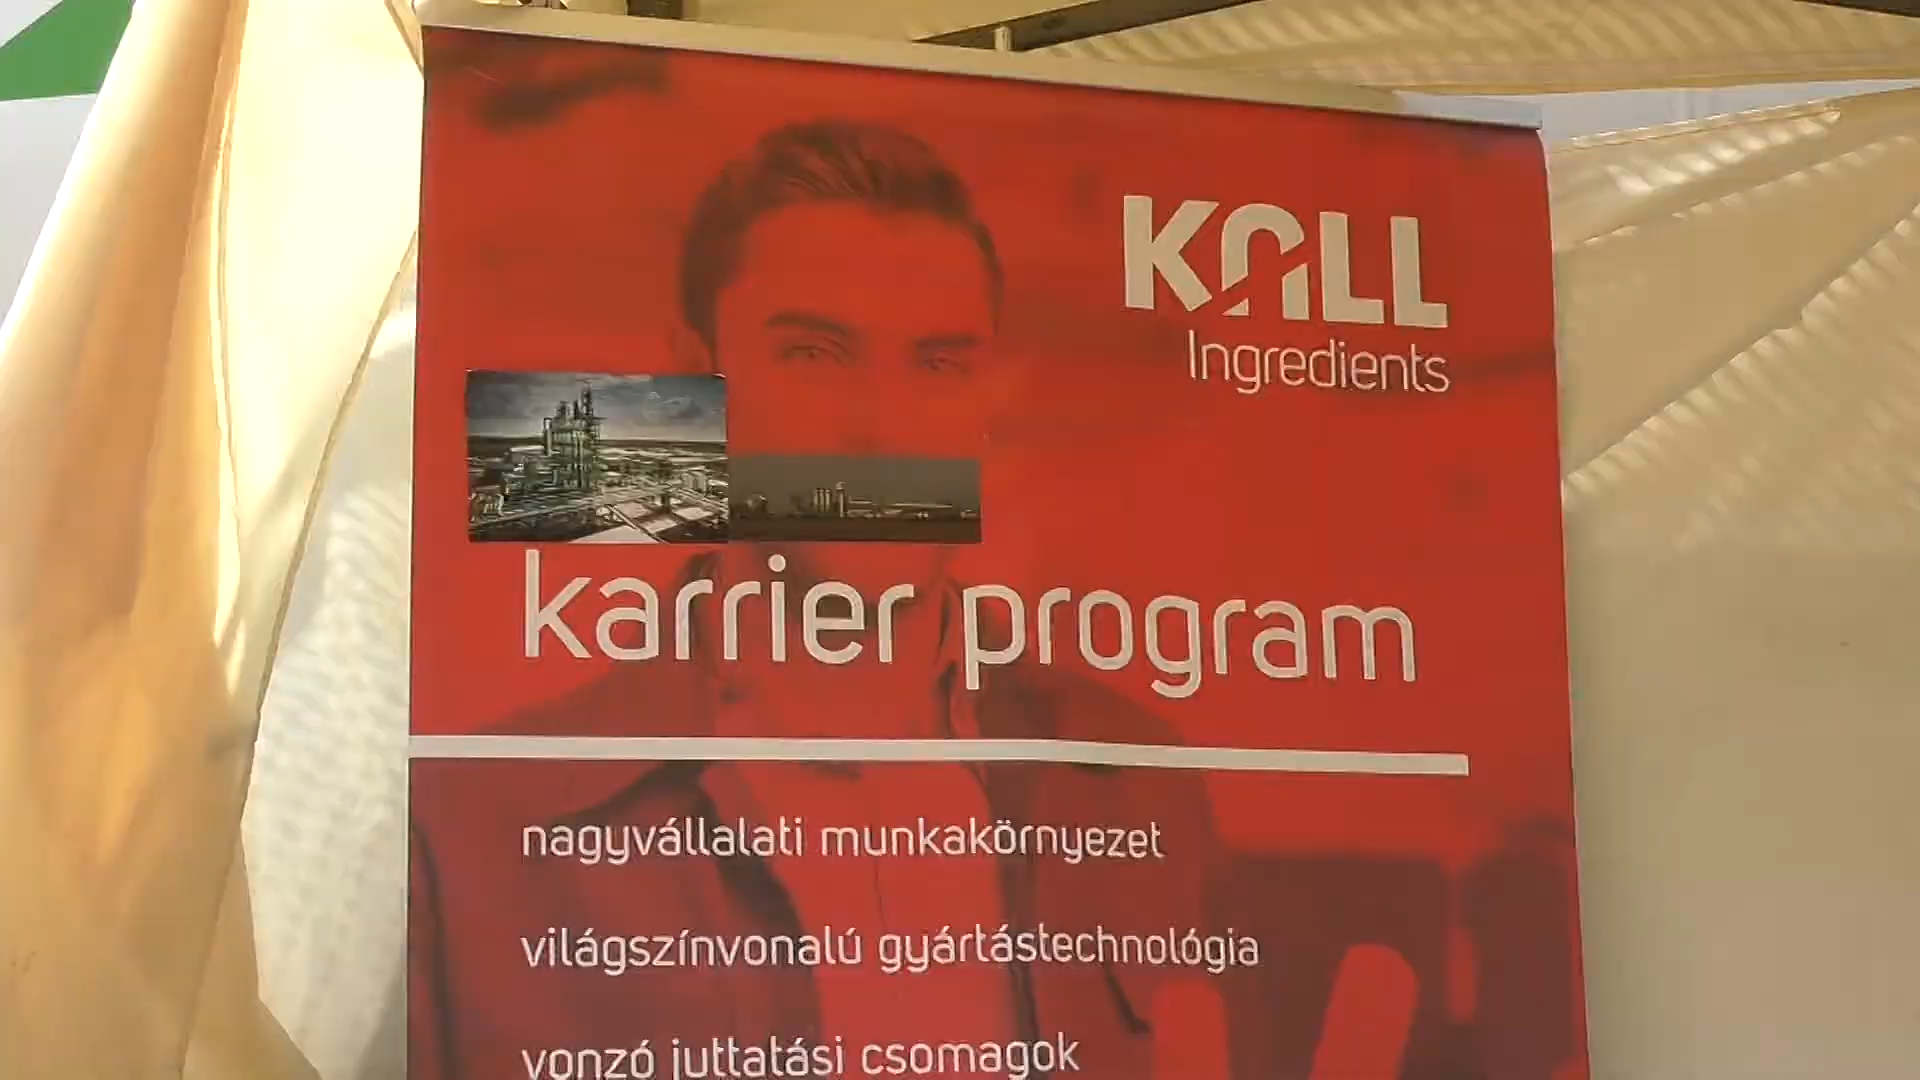 KALL
Ingredients
karrier program
nagyvállalati munkakörnyezet
világszínvonalú gyártástechnológia
vonzó juttatási csomagok